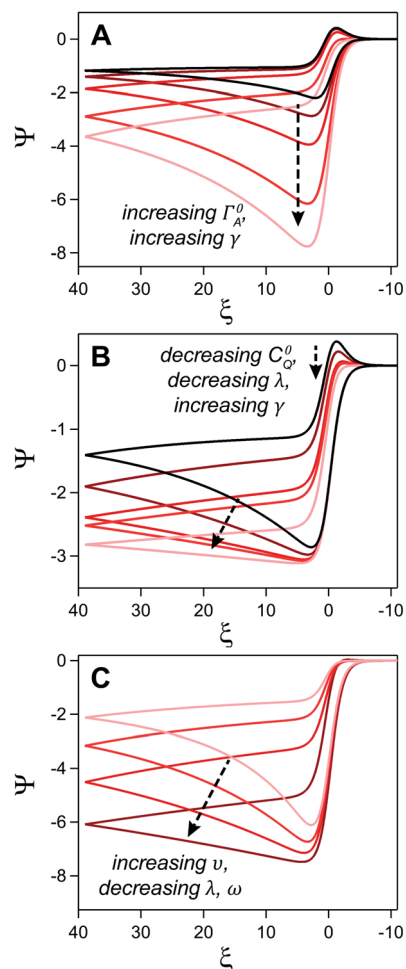 A
0
-2
-4
-6
-8
Ψ
increasing Γ_A^0,
increasing γ
40 30 20 10 0 -10
ξ
B
0
-1
-2
-3
Ψ
decreasing C_Q^0,
decreasing λ,
increasing γ
40 30 20 10 0 -10
ξ
C
0
-2
-4
-6
-8
Ψ
increasing υ,
decreasing λ, ω
40 30 20 10 0 -10
ξ